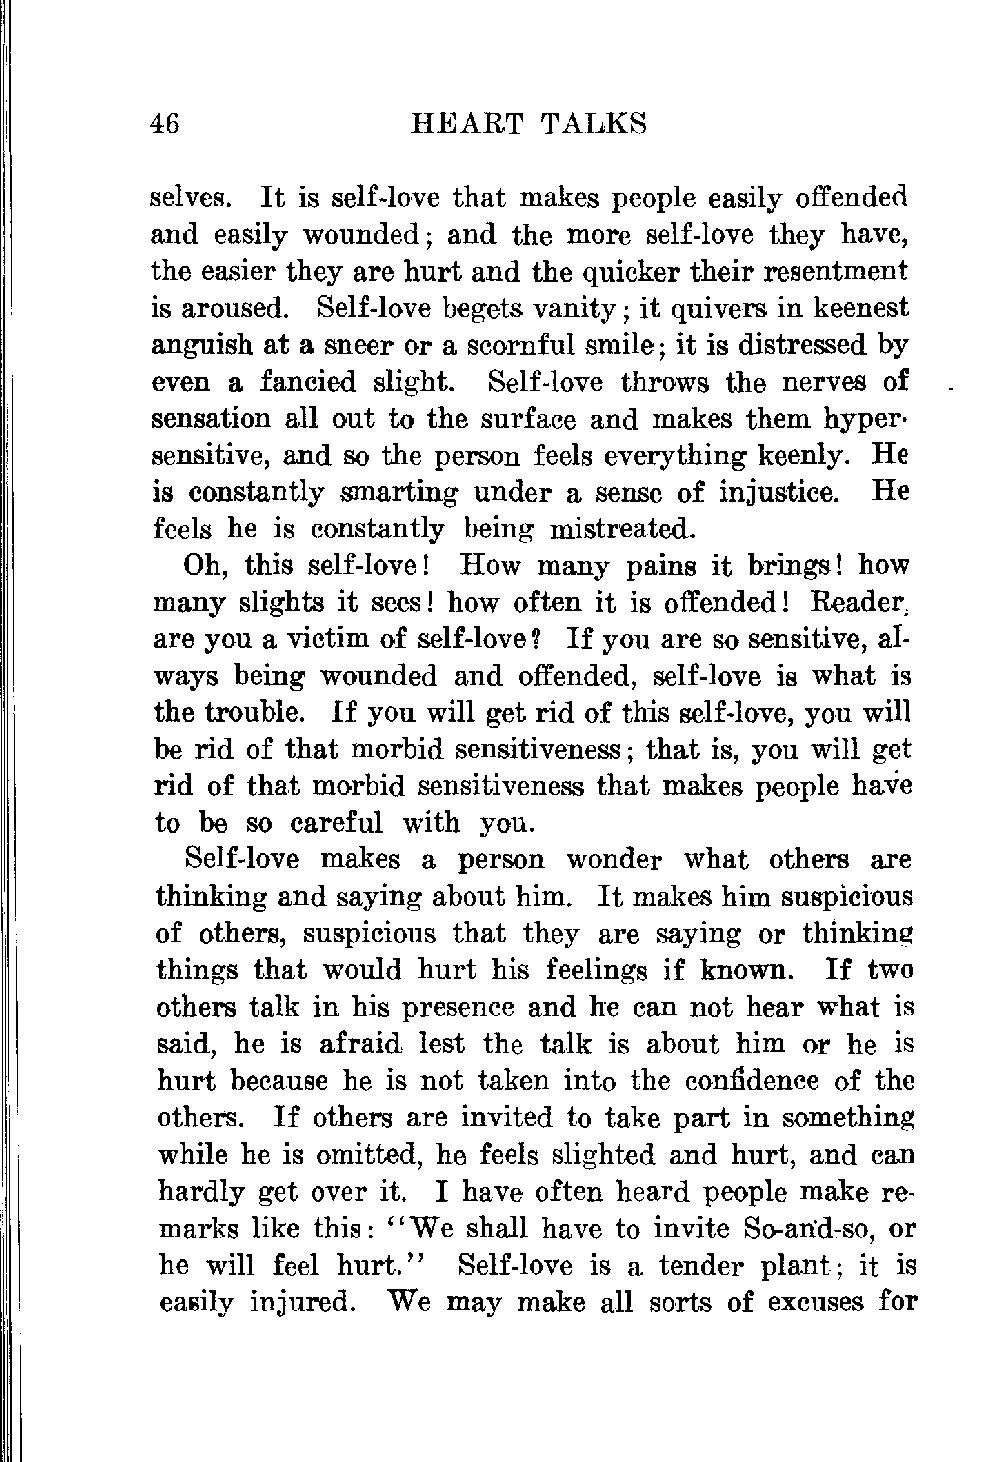 46 HEART TALKS
selves. It is self-love that makes people easily offended
and easily wounded; and the more self-love they have,
the easier they are hurt and the quicker their resentment
is aroused. Self-love begets vanity; it quivers in keenest
anguish at a sneer or a scornful smile; it is distressed by
even a fancied slight. Self-love throws the nerves of
sensation all out to the surface and makes them hyper-
sensitive, and so the person feels everything keenly. He
is constantly smarting under a sense of injustice. He
feels he is constantly being mistreated.
Oh, this self-love! How many pains it brings! how
many slights it sees! how often it is offended! Reader,
are you a victim of self-love? If you are so sensitive, al-
ways being wounded and offended, self-love is what is
the trouble. If you will get rid of this self-love, you will
be rid of that morbid sensitiveness; that is, you will get
rid of that morbid sensitiveness that makes people have
to be so careful with you.
Self-love makes a person wonder what others are
thinking and saying about him. It makes him suspicious
of others, suspicious that they are saying or thinking
things that would hurt his feelings if known. If two
others talk in his presence and he can not hear what is
said, he is afraid lest the talk is about him or he is
hurt because he is not taken into the confidence of the
others. If others are invited to take part in something
while he is omitted, he feels slighted and hurt, and can
hardly get over it. I have often heard people make re-
marks like this: "We shall have to invite So-and-so, or
he will feel hurt." Self-love is a tender plant; it is
easily injured. We may make all sorts of excuses for